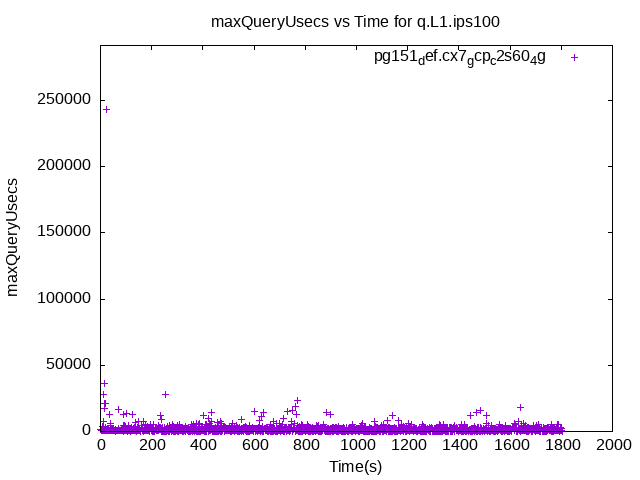 maxQueryUsecs vs Time for q.L1.ips100
pg151def.cx7gcpc2s604g
250000
200000
150000
100000
50000
0
maxQueryUsecs
0 200 400 600 800 1000 1200 1400 1600 1800 2000
Time(s)